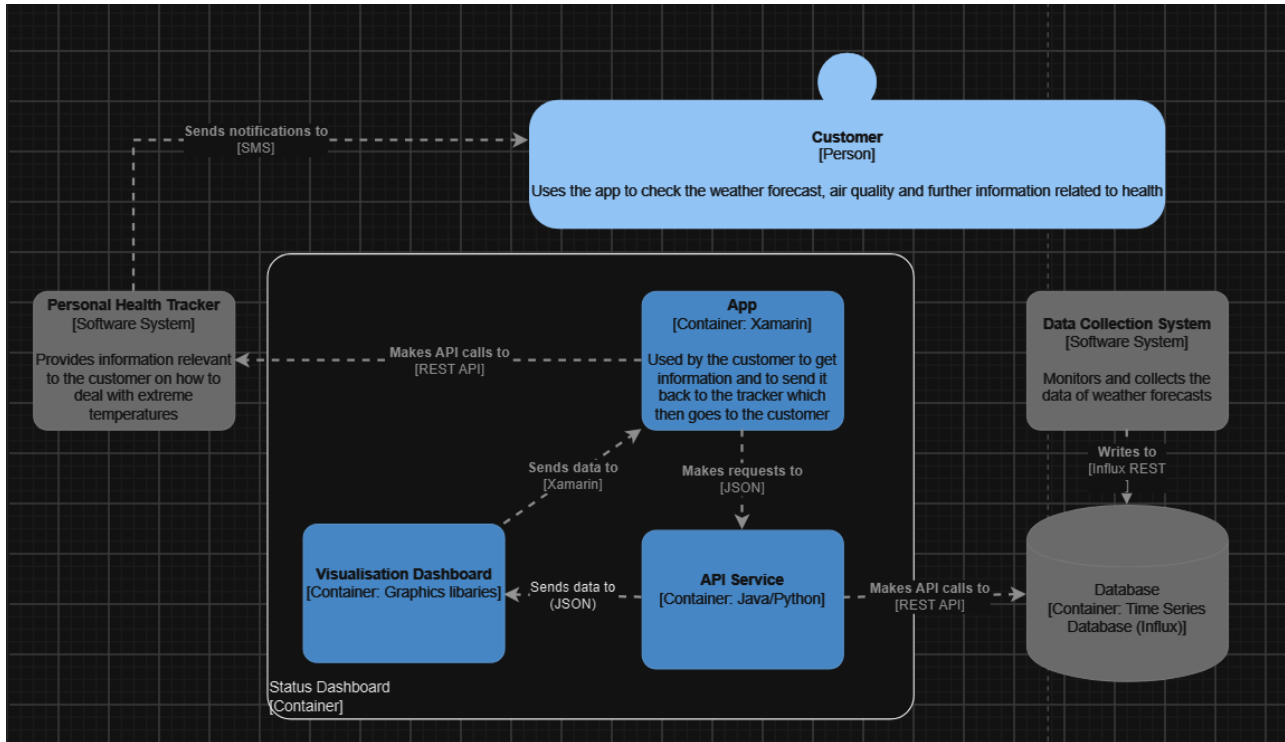 Sends notifications to
[SMS]
Customer
[Person]
Uses the app to check the weather forecast, air quality and further information related to health
Personal Health Tracker
[Software System]
Provides information relevant
to the customer on how to
deal with extreme
temperatures
Makes API calls to
[REST API]
App
[Container: Xamarin]
Used by the customer to get
information and to send it
back to the tracker which
then goes to the customer
Data Collection System
[Software System]
Monitors and collects the
data of weather forecasts
Sends data to
[Xamarin]
Makes requests to
[JSON]
Writes to
[Influx REST
]
Visualisation Dashboard
[Container: Graphics libaries]
Sends data to
(JSON)
API Service
[Container: Java/Python]
Makes API calls to
[REST API]
Database
[Container: Time Series
Database (Influx)]
Status Dashboard
[Container]